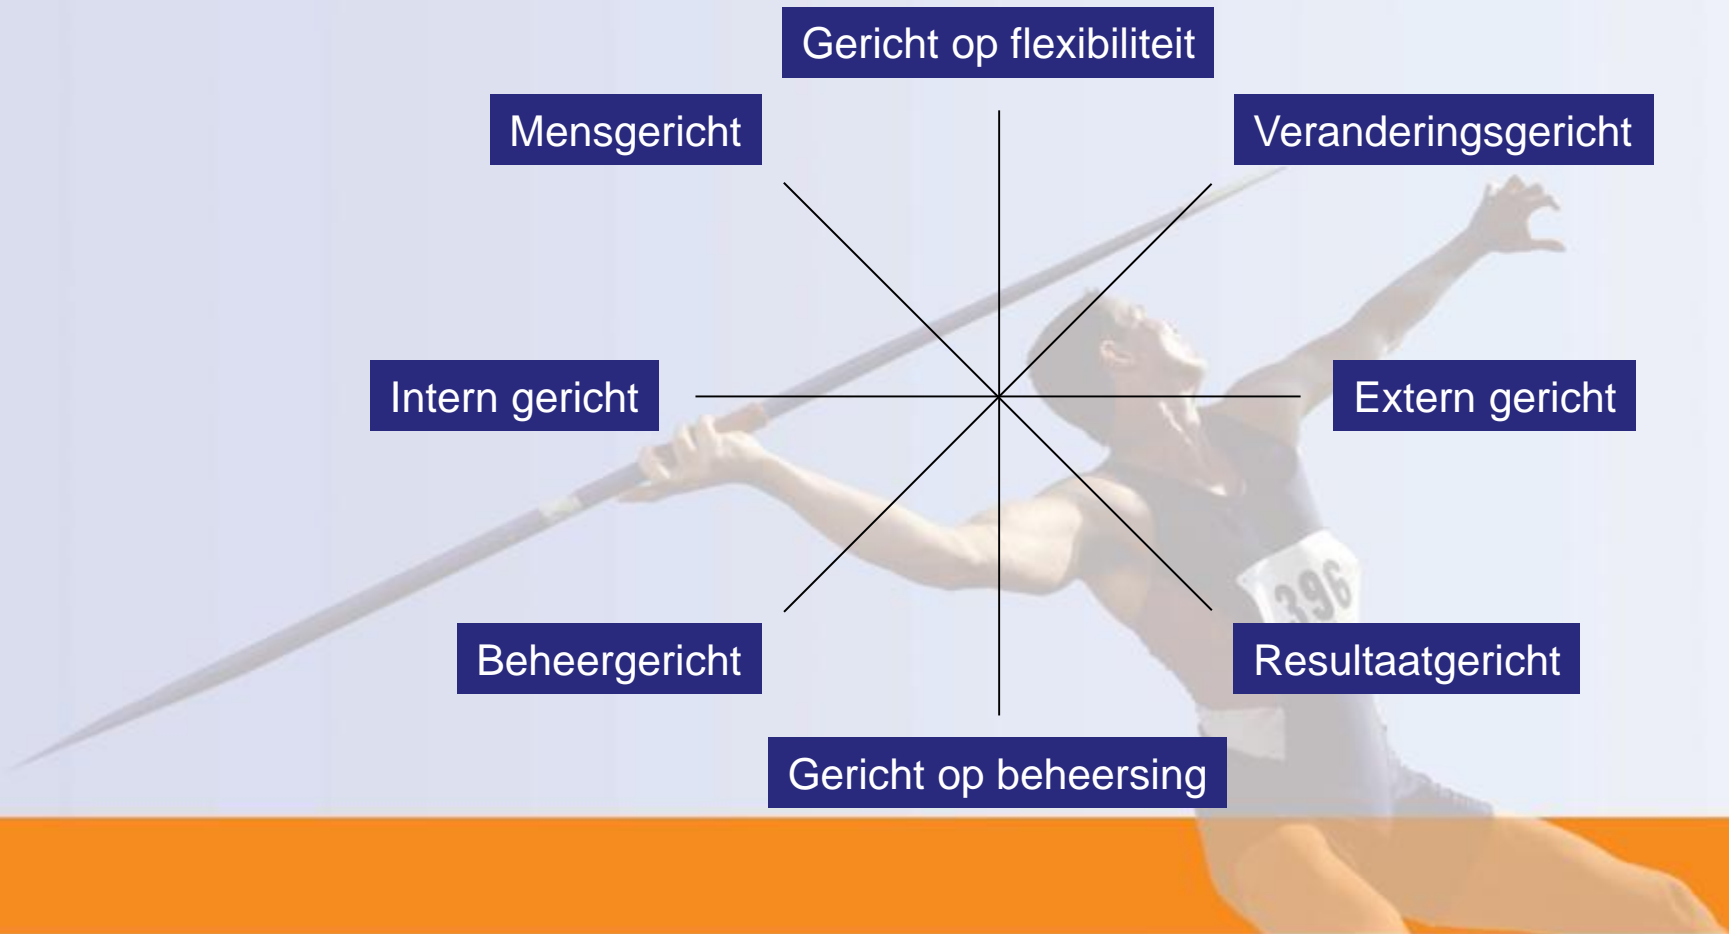 Gericht op flexibiliteit
Mensgericht
Veranderingsgericht
Intern gericht
Extern gericht
396
Beheergericht
Resultaatgericht
Gericht op beheersing